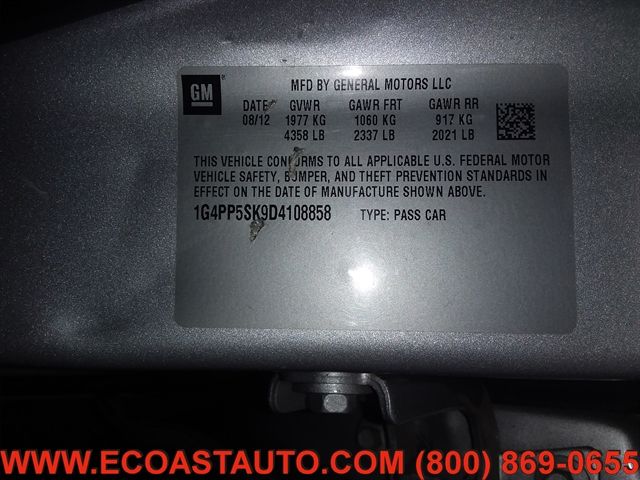 GM
MFD BY GENERAL MOTORS LLC
DATE GVWR GAWR FRT GAWR RR
08/12 1977 KG 1060 KG 917 KG
4358 LB 2337 LB 2021 LB
THIS VEHICLE CONFORMS TO ALL APPLICABLE U.S. FEDERAL MOTOR
VEHICLE SAFETY, BUMPER, AND THEFT PREVENTION STANDARDS IN
EFFECT ON THE DATE OF MANUFACTURE SHOWN ABOVE.
1G4PP5SK9D4108858 TYPE: PASS CAR
WWW.ECOASTAUTO.COM (800) 869-0655